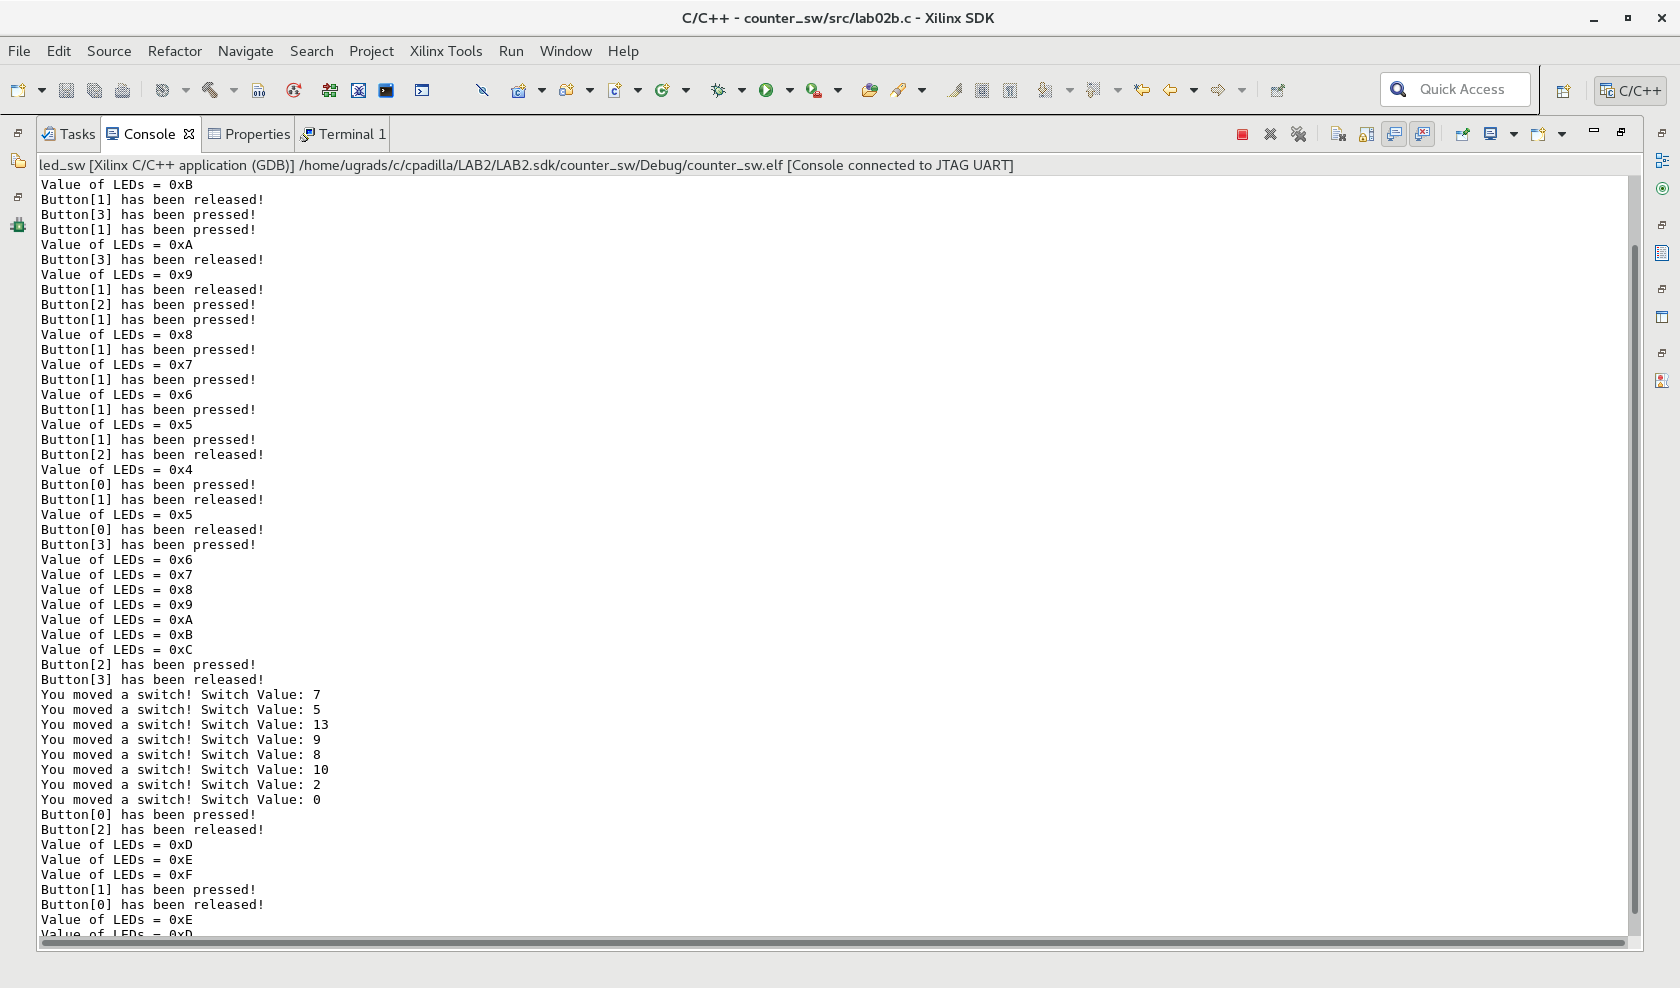 C/C++ - counter_sw/src/lab02b.c - Xilinx SDK
File Edit Source Refactor Navigate Search Project Xilinx Tools Run Window Help
Quick Access
C/C++
Tasks Console Properties Terminal 1
led_sw [Xilinx C/C++ application (GDB)] /home/ugrads/c/cpadilla/LAB2/LAB2.sdk/counter_sw/Debug/counter_sw.elf [Console connected to JTAG UART]
Value of LEDs = 0xB
Button[1] has been released!
Button[3] has been pressed!
Button[1] has been pressed!
Value of LEDs = 0xA
Button[3] has been released!
Value of LEDs = 0x9
Button[1] has been released!
Button[2] has been pressed!
Button[1] has been pressed!
Value of LEDs = 0x8
Button[1] has been pressed!
Value of LEDs = 0x7
Button[1] has been pressed!
Value of LEDs = 0x6
Button[1] has been pressed!
Value of LEDs = 0x5
Button[1] has been pressed!
Button[2] has been released!
Value of LEDs = 0x4
Button[0] has been pressed!
Button[1] has been released!
Value of LEDs = 0x5
Button[0] has been released!
Button[3] has been pressed!
Value of LEDs = 0x6
Value of LEDs = 0x7
Value of LEDs = 0x8
Value of LEDs = 0x9
Value of LEDs = 0xA
Value of LEDs = 0xB
Value of LEDs = 0xC
Button[2] has been pressed!
Button[3] has been released!
You moved a switch! Switch Value: 7
You moved a switch! Switch Value: 5
You moved a switch! Switch Value: 13
You moved a switch! Switch Value: 9
You moved a switch! Switch Value: 8
You moved a switch! Switch Value: 10
You moved a switch! Switch Value: 2
You moved a switch! Switch Value: 0
Button[0] has been pressed!
Button[2] has been released!
Value of LEDs = 0xD
Value of LEDs = 0xE
Value of LEDs = 0xF
Button[1] has been pressed!
Button[0] has been released!
Value of LEDs = 0xE
Value of LEDs = 0xD